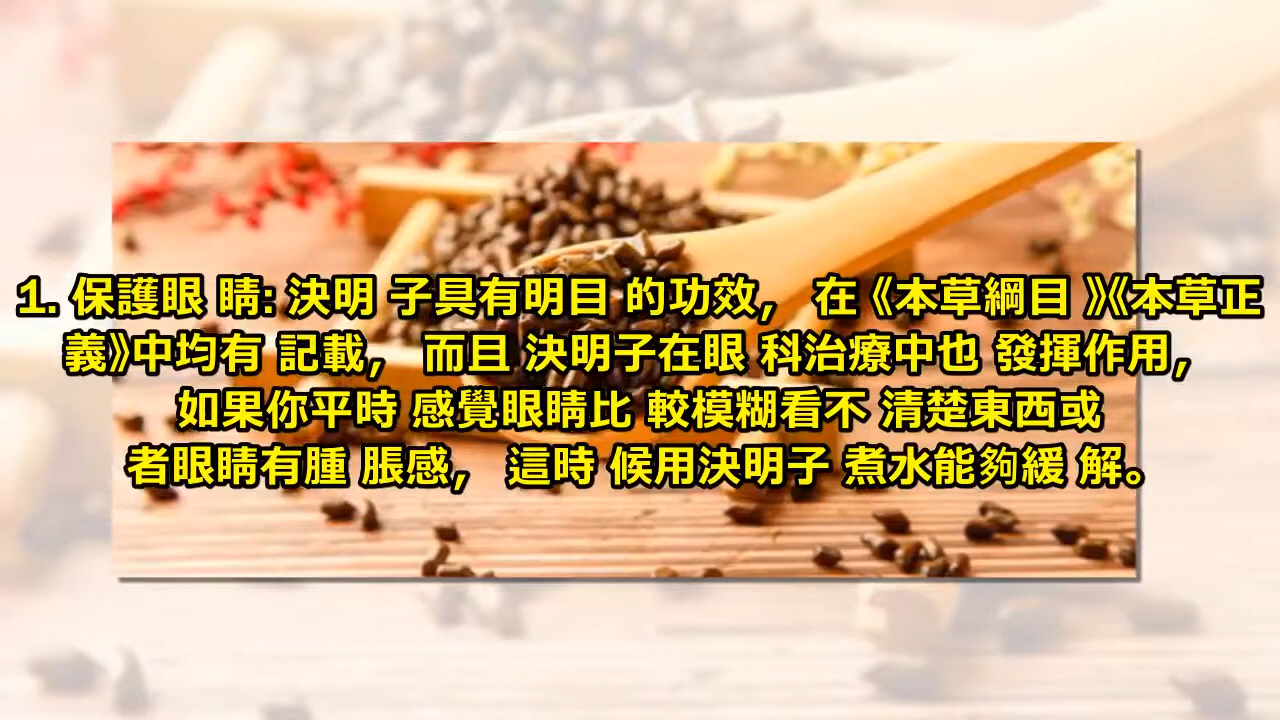 1. 保護眼 睛: 決明 子具有明目 的功效， 在《本草綱目 》《本草正
義》中均有 記載， 而且 決明子在眼 科治療中也 發揮作用，
如果你平時 感覺眼睛比 較模糊看不 清楚東西或
者眼睛有腫 脹感， 這時 候用決明子 煮水能夠緩 解。